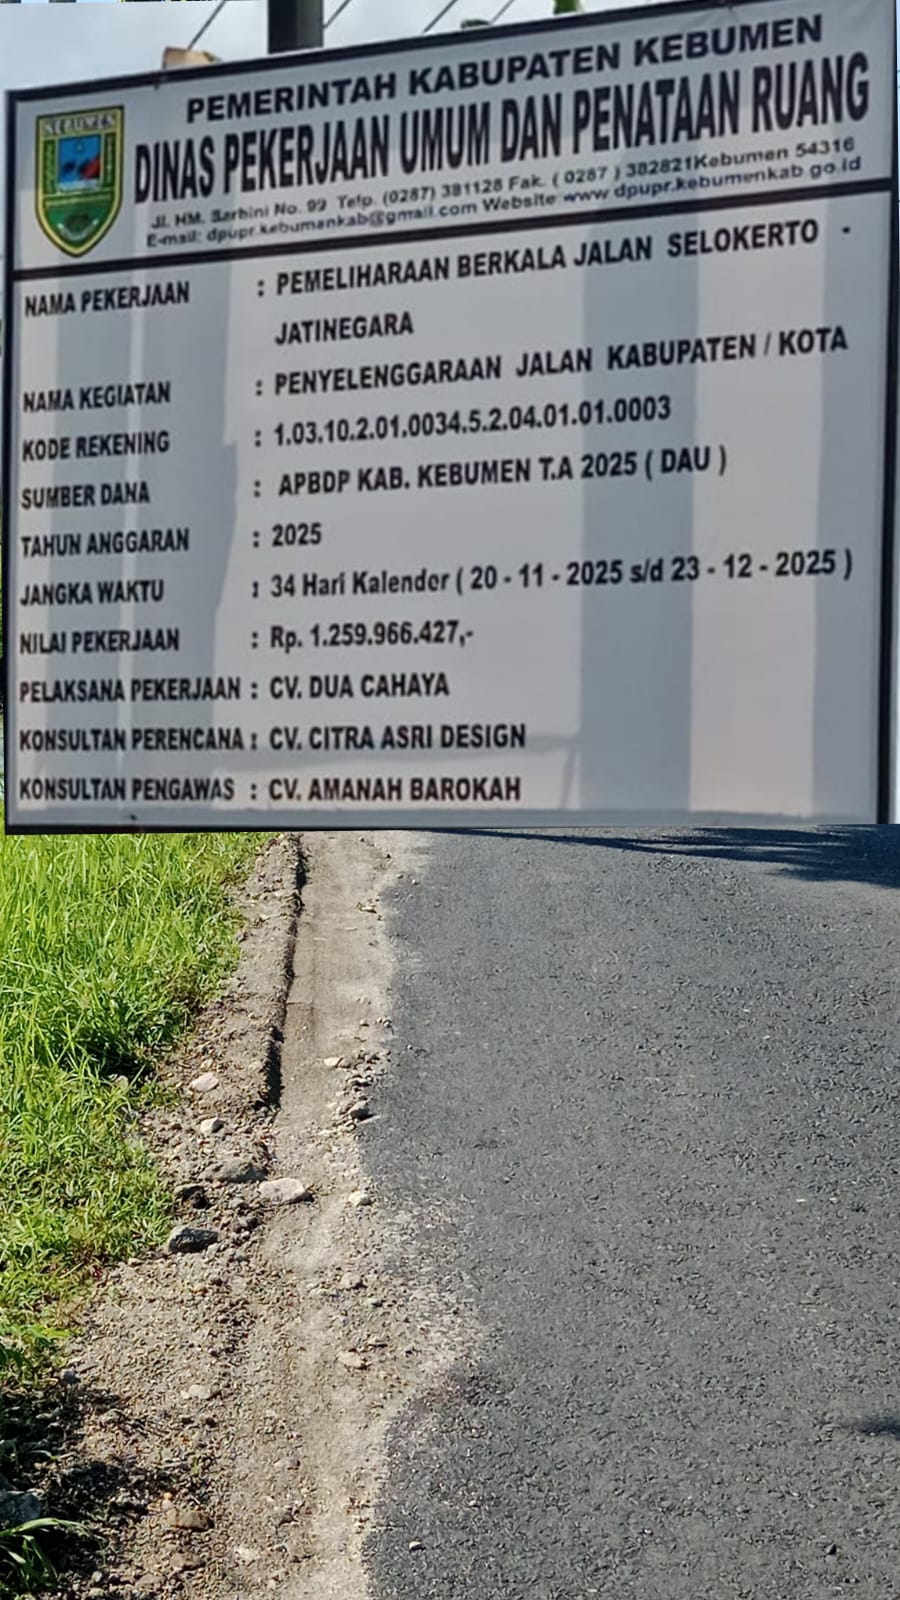 KEBUMEN
PEMERINTAH KABUPATEN KEBUMEN
DINAS PEKERJAAN UMUM DAN PENATAAN RUANG
Jl. HM. Sarbini No. 99 Telp. (0287) 381128 Fak. ( 0287 ) 382821Kebumen 54316
E-mail: dpupr.kebumenkab@gmail.com Website www dpupr.kebumenkab go.id
NAMA PEKERJAAN : PEMELIHARAAN BERKALA JALAN SELOKERTO -
JATINEGARA
NAMA KEGIATAN : PENYELENGGARAAN JALAN KABUPATEN / KOTA
KODE REKENING : 1.03.10.2.01.0034.5.2.04.01.01.0003
SUMBER DANA : APBDP KAB. KEBUMEN T.A 2025 ( DAU )
TAHUN ANGGARAN : 2025
JANGKA WAKTU : 34 Hari Kalender ( 20 - 11 - 2025 s/d 23 - 12 - 2025 )
NILAI PEKERJAAN : Rp. 1.259.966.427,-
PELAKSANA PEKERJAAN : CV. DUA CAHAYA
KONSULTAN PERENCANA : CV. CITRA ASRI DESIGN
KONSULTAN PENGAWAS : CV. AMANAH BAROKAH